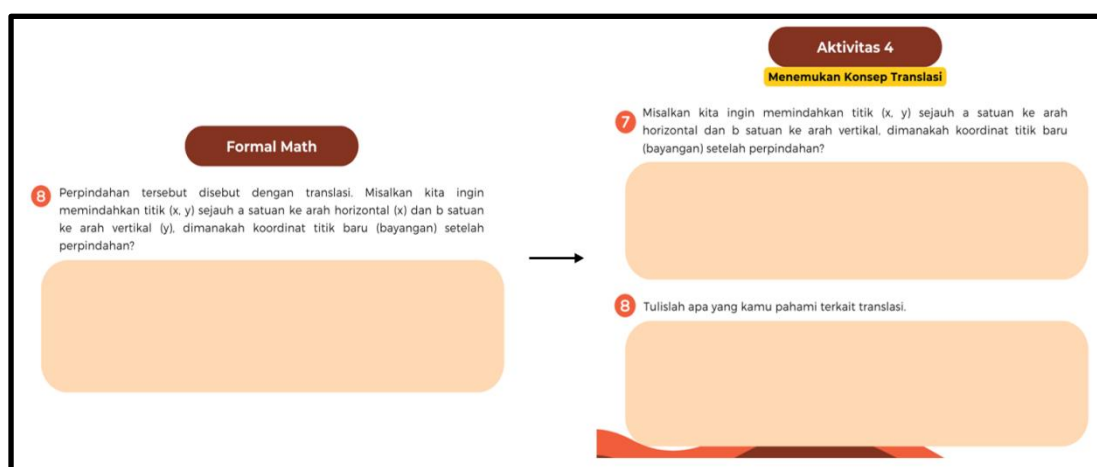 Formal Math
8 Perpindahan tersebut disebut dengan translasi. Misalkan kita ingin
memindahkan titik (x, y) sejauh a satuan ke arah horizontal (x) dan b satuan
ke arah vertikal (y), dimanakah koordinat titik baru (bayangan) setelah
perpindahan?
Aktivitas 4
Menemukan Konsep Translasi
7 Misalkan kita ingin memindahkan titik (x, y) sejauh a satuan ke arah
horizontal dan b satuan ke arah vertikal, dimanakah koordinat titik baru
(bayangan) setelah perpindahan?
8 Tulislah apa yang kamu pahami terkait translasi.